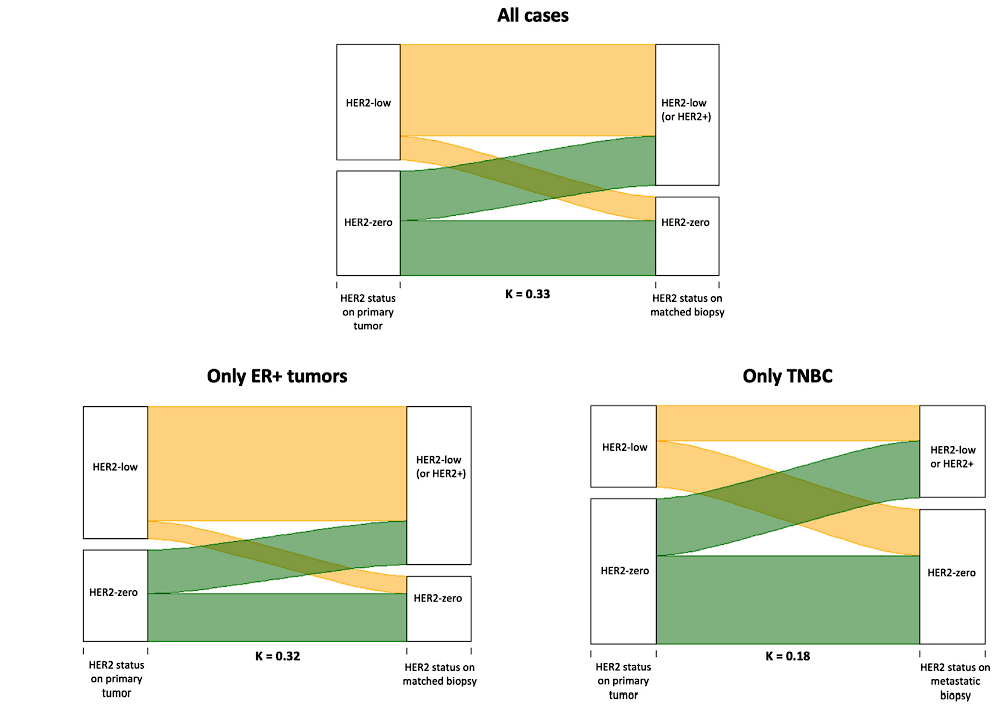 All cases
HER2-low
HER2-low
(or HER2+)
HER2-zero
HER2-zero
K = 0.33
HER2 status
on primary
tumor
HER2 status on
matched biopsy
Only ER+ tumors
HER2-low
HER2-low
(or HER2+)
HER2-zero
HER2-zero
K = 0.32
HER2 status
on primary
tumor
HER2 status on
matched biopsy
Only TNBC
HER2-low
HER2-low
or HER2+
HER2-zero
HER2-zero
K = 0.18
HER2 status
on primary
tumor
HER2 status on
metastatic
biopsy